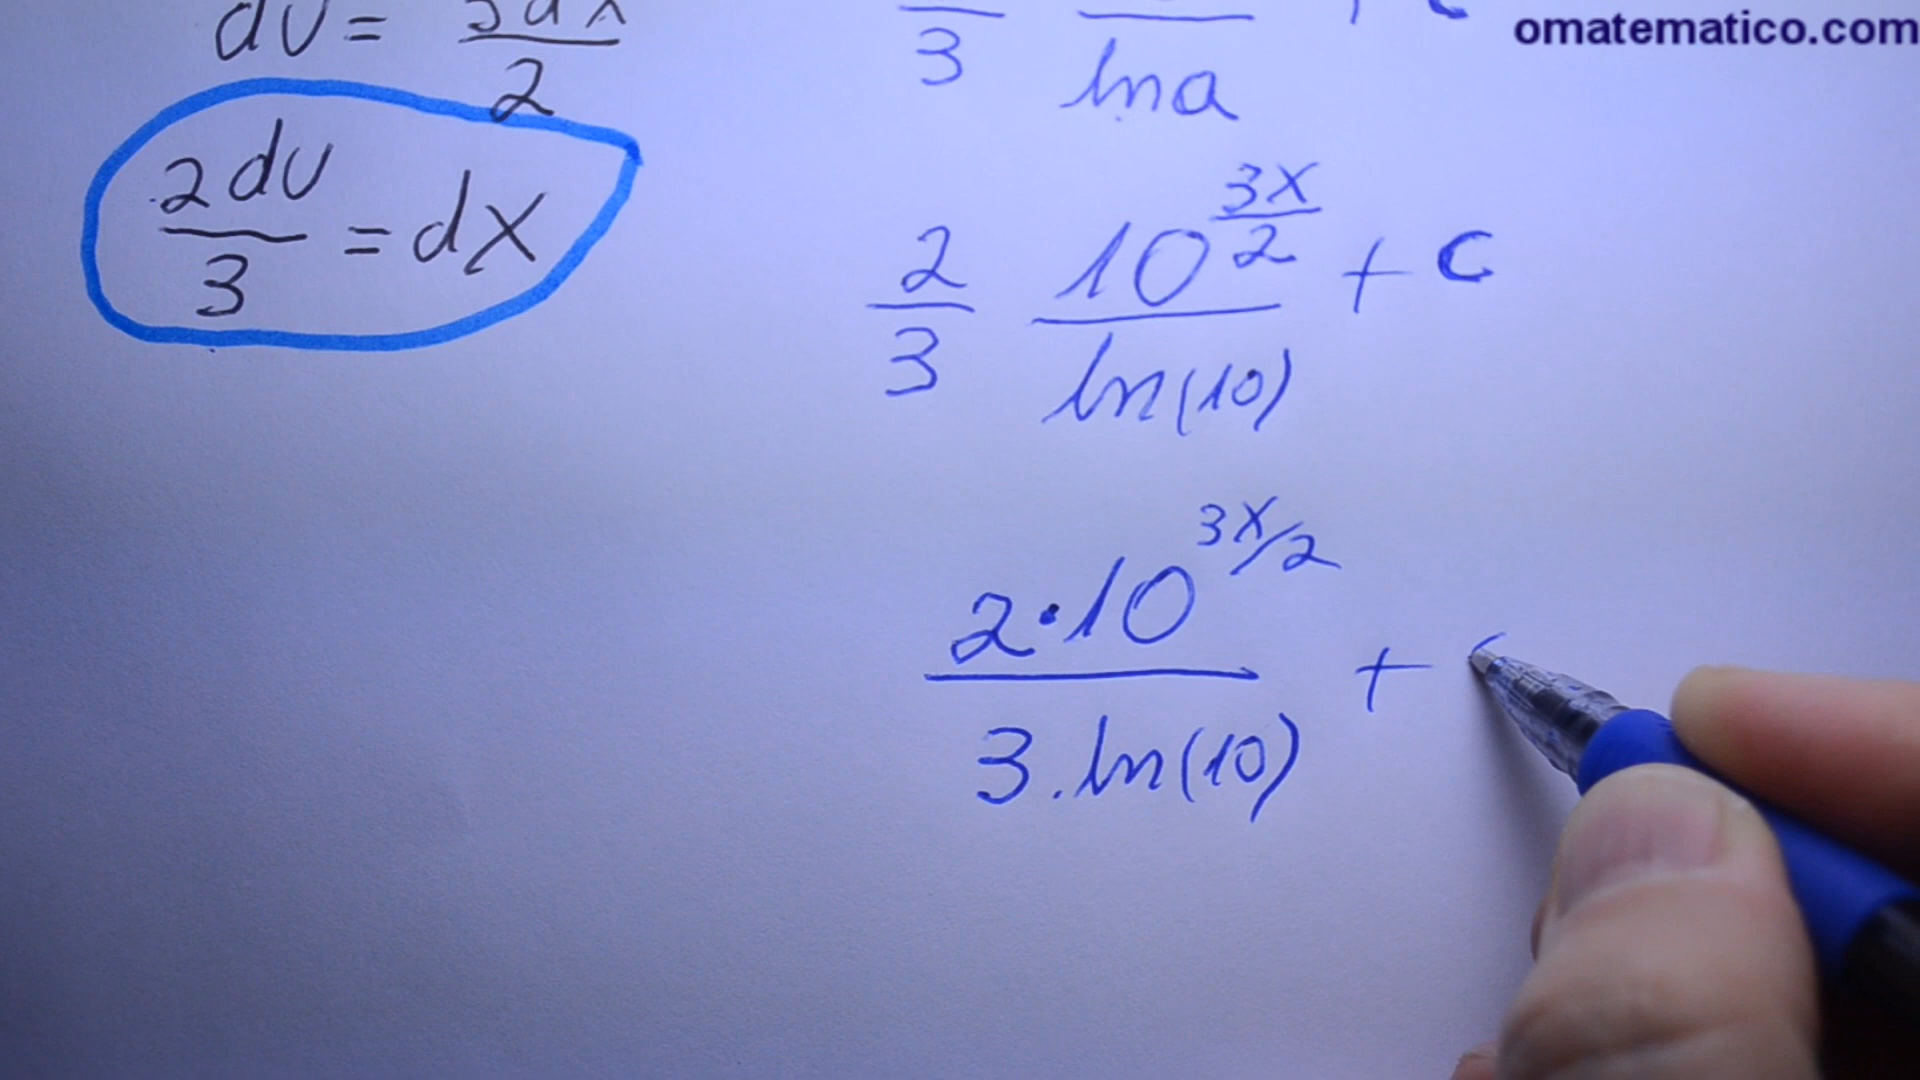 omatematico.com
du = 3dx/2
2du/3 = dx
/3 /ln a + c
2/3 10^(3x/2)/ln(10) + c
2·10^(3x/2)/3.ln(10) +